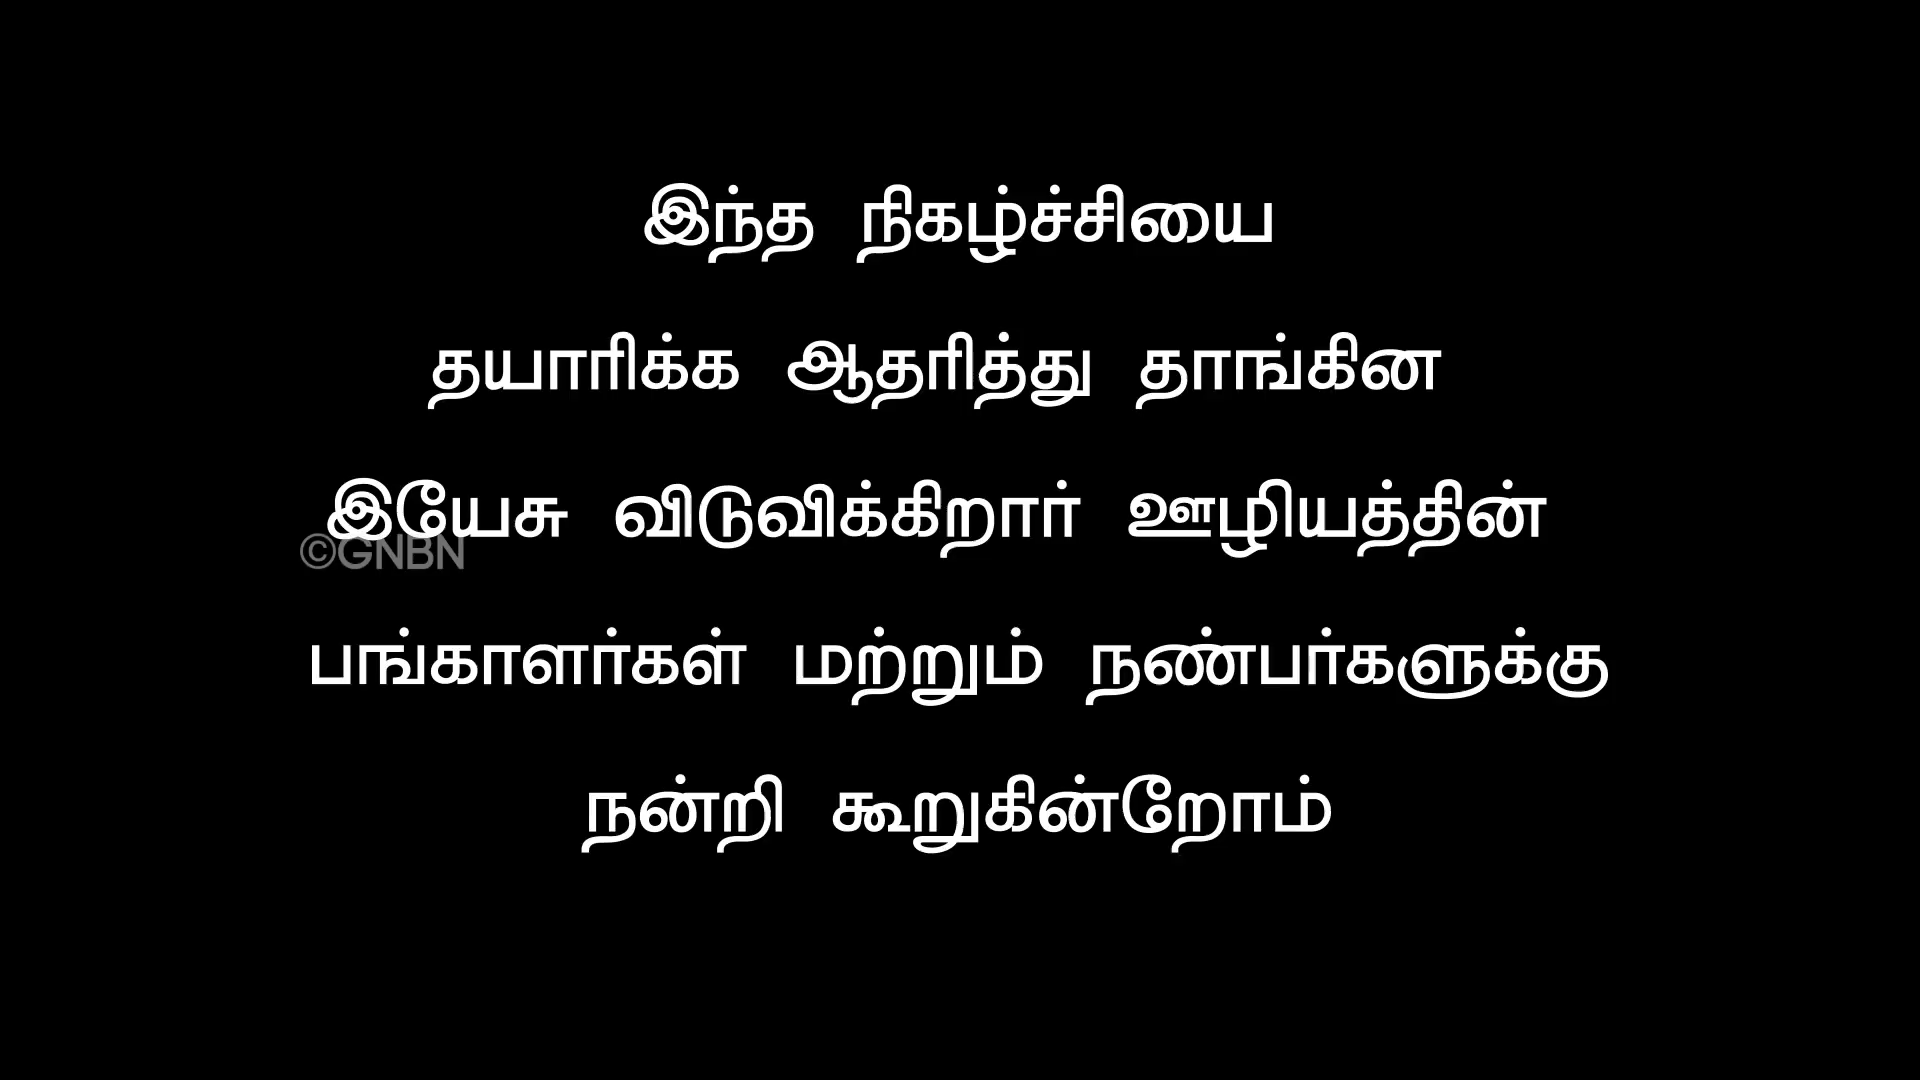 இந்த நிகழ்ச்சியை
தயாரிக்க ஆதரித்து தாங்கின
இயேசு விடுவிக்கிறார் ஊழியத்தின்
©GNBN
பங்காளர்கள் மற்றும் நண்பர்களுக்கு
நன்றி கூறுகின்றோம்